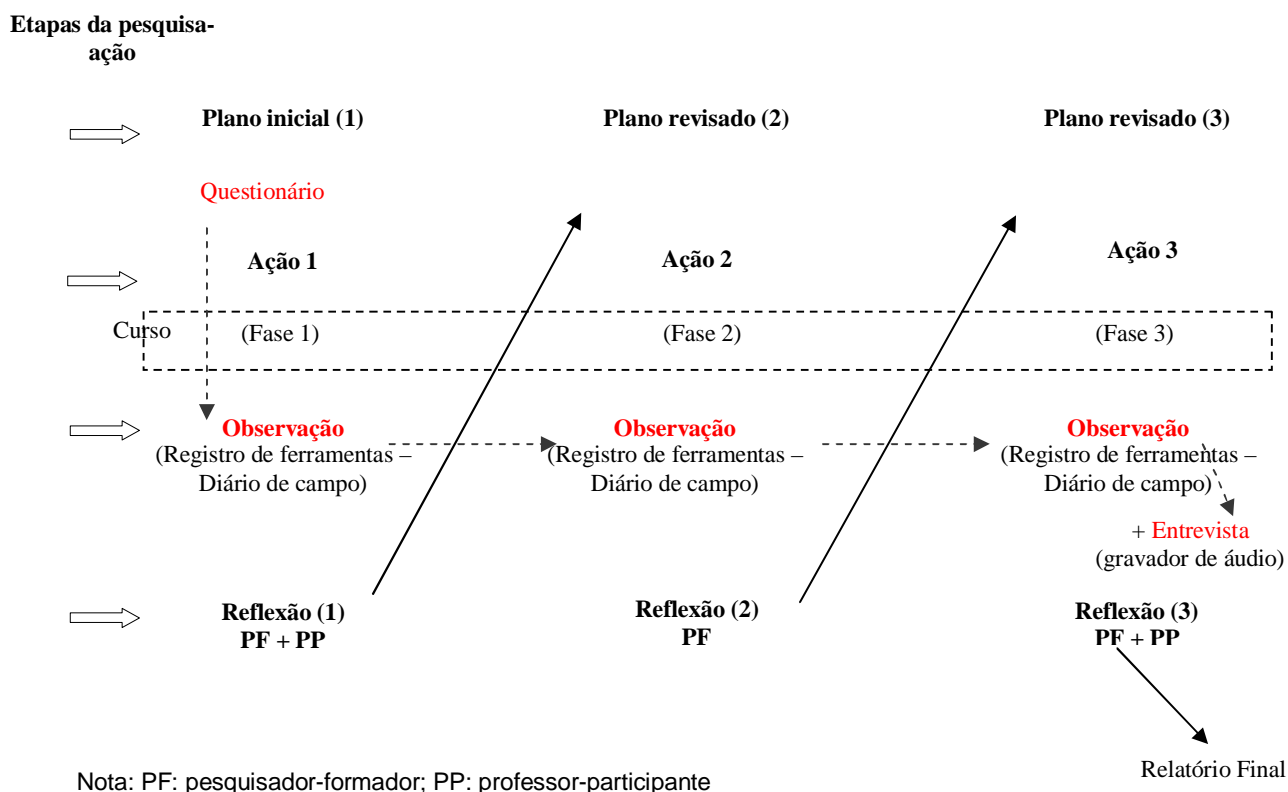 Etapas da pesquisa-
ação
Plano inicial (1)
Plano revisado (2)
Plano revisado (3)
Questionário
Ação 1
Ação 2
Ação 3
Curso
(Fase 1)
(Fase 2)
(Fase 3)
Observação
(Registro de ferramentas –
Diário de campo)
Observação
(Registro de ferramentas –
Diário de campo)
Observação
(Registro de ferramentas –
Diário de campo)
+ Entrevista
(gravador de áudio)
Reflexão (1)
PF + PP
Reflexão (2)
PF
Reflexão (3)
PF + PP
Relatório Final
Nota: PF: pesquisador-formador; PP: professor-participante